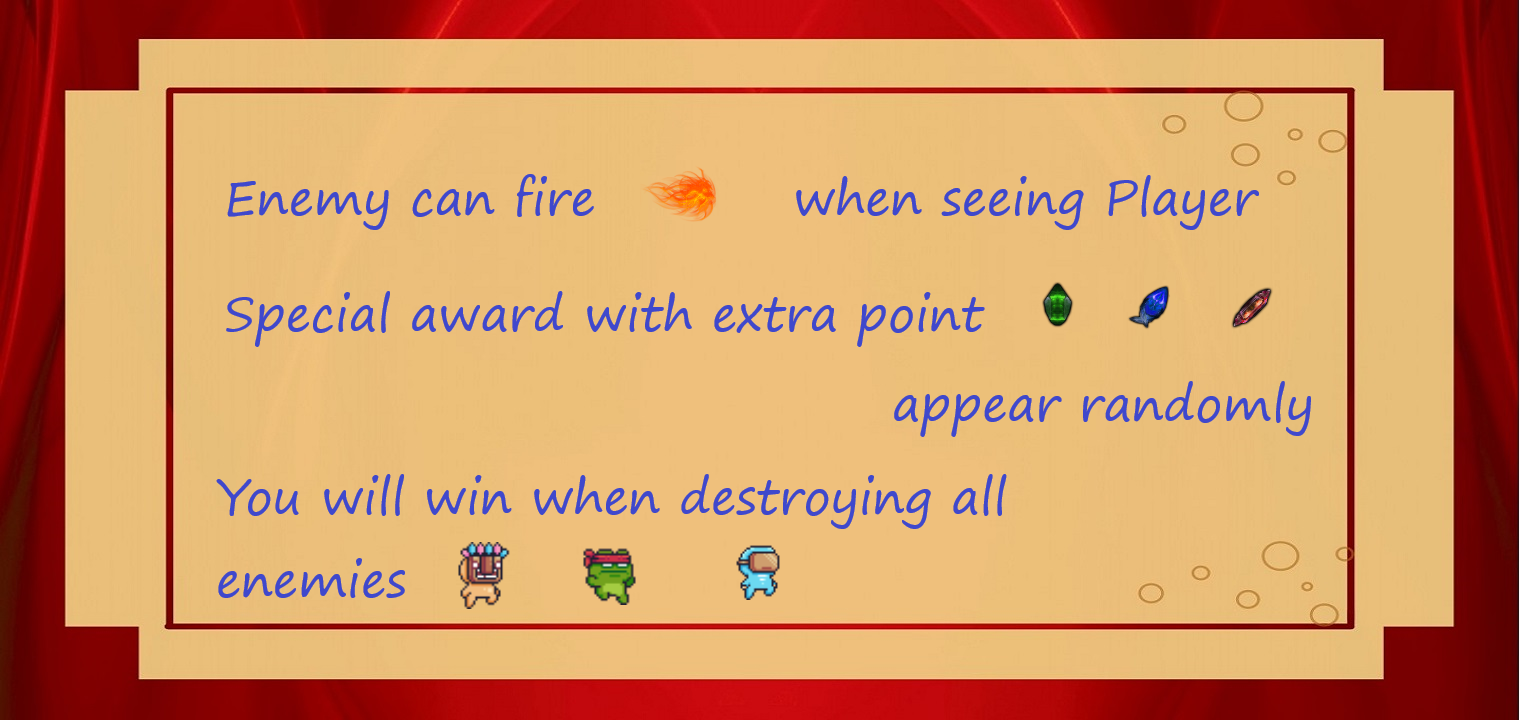 Enemy can fire when seeing Player
Special award with extra point
appear randomly
You will win when destroying all
enemies